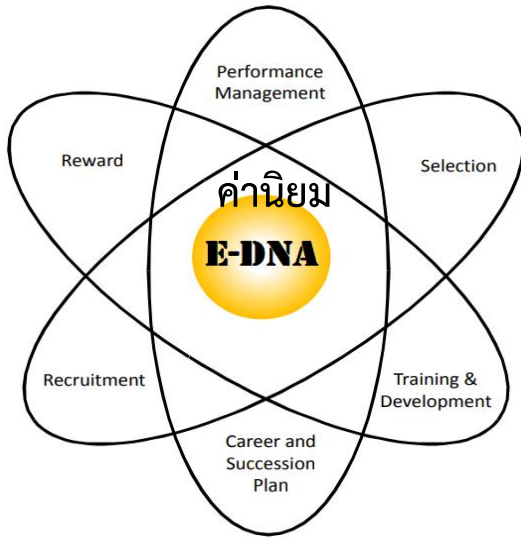 Performance
Management
Reward
Selection
ค่านิยม
E-DNA
Recruitment
Training &
Development
Career and
Succession
Plan